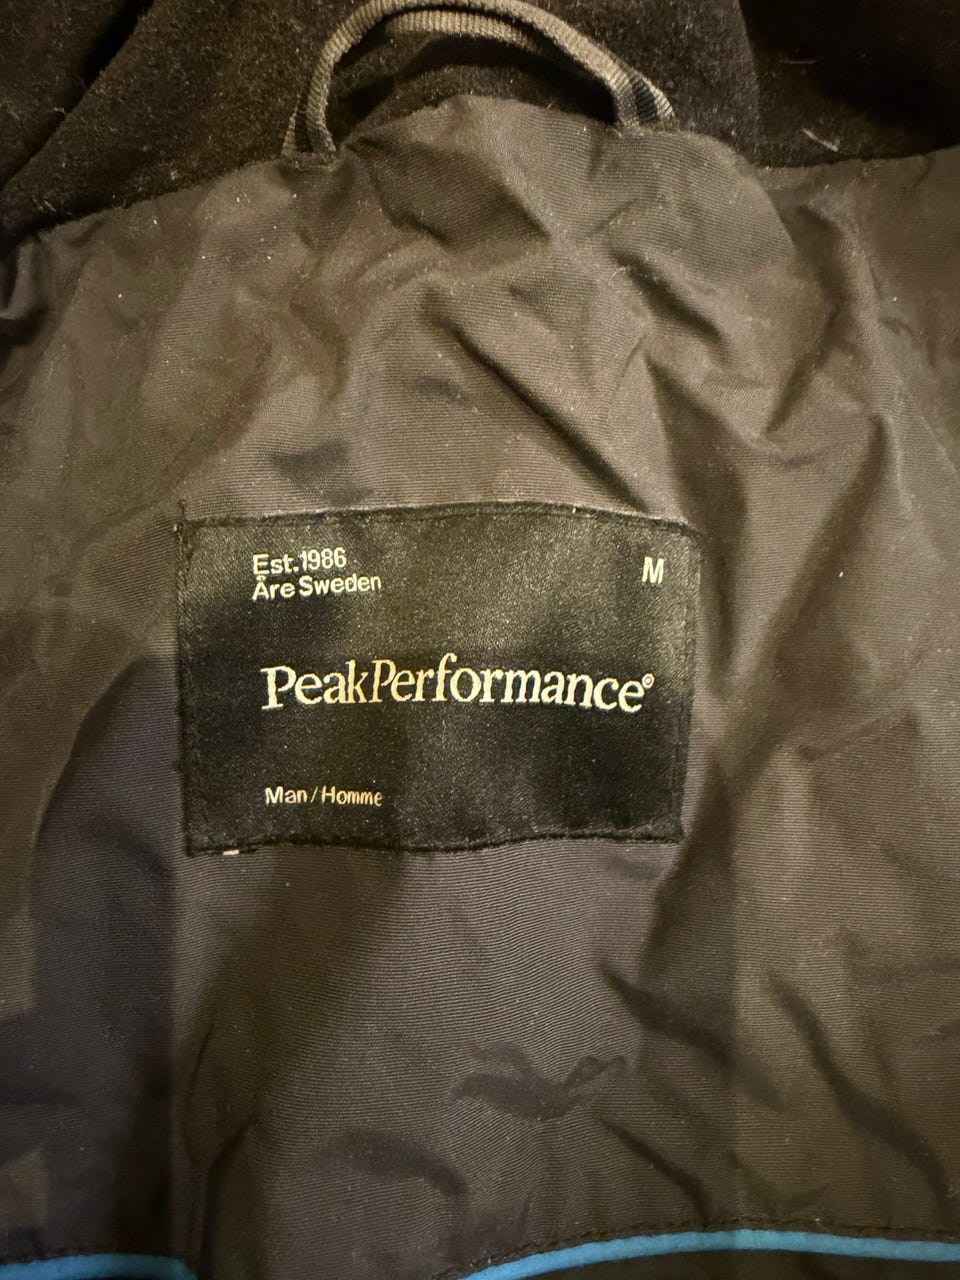 Est.1986
Åre Sweden
M
PeakPerformance®
Man/Homme